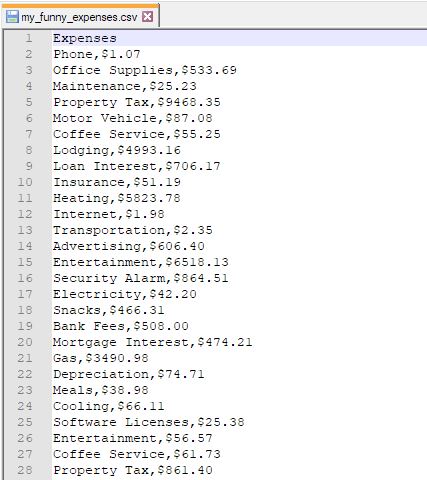 my_funny_expenses.csv
1 Expenses
2 Phone,$1.07
3 Office Supplies,$533.69
4 Maintenance,$25.23
5 Property Tax,$9468.35
6 Motor Vehicle,$87.08
7 Coffee Service,$55.25
8 Lodging,$4993.16
9 Loan Interest,$706.17
10 Insurance,$51.19
11 Heating,$5823.78
12 Internet,$1.98
13 Transportation,$2.35
14 Advertising,$606.40
15 Entertainment,$6518.13
16 Security Alarm,$864.51
17 Electricity,$42.20
18 Snacks,$466.31
19 Bank Fees,$508.00
20 Mortgage Interest,$474.21
21 Gas,$3490.98
22 Depreciation,$74.71
23 Meals,$38.98
24 Cooling,$66.11
25 Software Licenses,$25.38
26 Entertainment,$56.57
27 Coffee Service,$61.73
28 Property Tax,$861.40